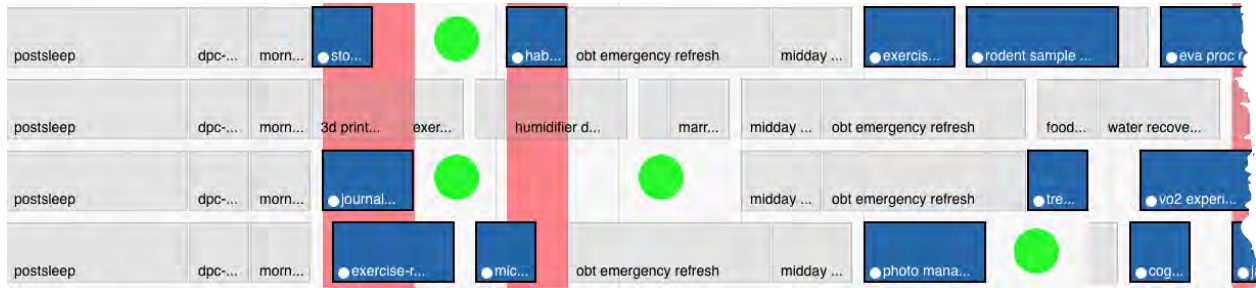 postsleep dpc-... morn... sto... hab... obt emergency refresh midday ... exercis... rodent sample ... eva proc r
postsleep dpc-... morn... 3d print... exer... humidifier d... marr... midday ... obt emergency refresh food... water recove...
postsleep dpc-... morn... journal... midday ... obt emergency refresh tre... vo2 experi...
postsleep dpc-... morn... exercise-r... mic... obt emergency refresh midday ... photo mana... cog...